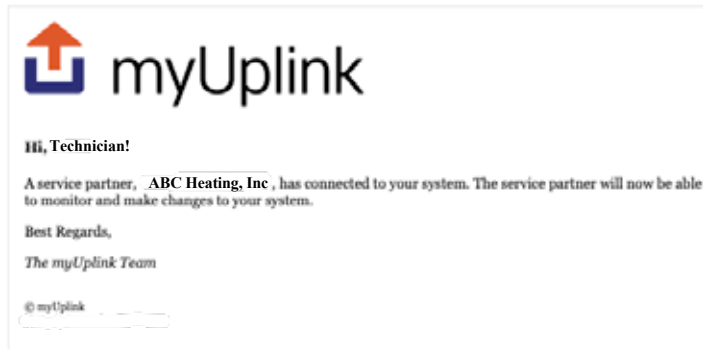 myUplink
Hi, Technician!
A service partner, ABC Heating, Inc, has connected to your system. The service partner will now be able
to monitor and make changes to your system.
Best Regards,
The myUplink Team
© myUplink